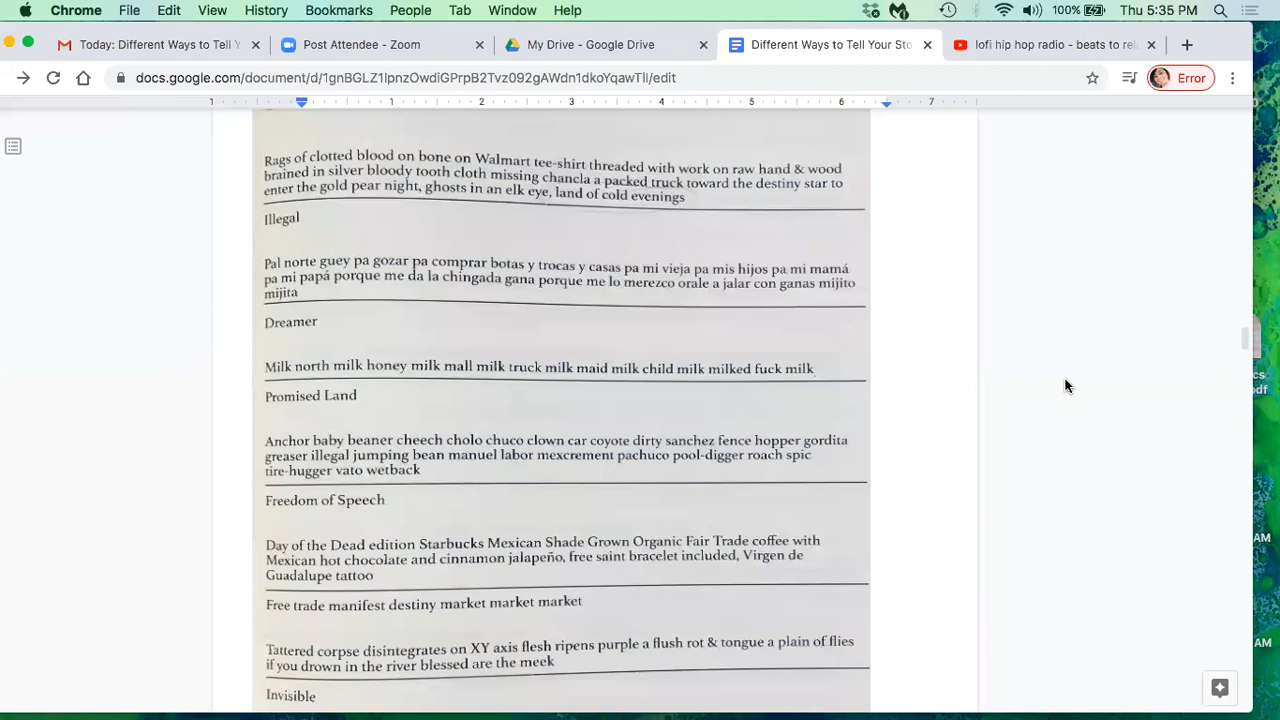 Chrome File Edit View History Bookmarks People Tab Window Help 100% Thu 5:35 PM
Today: Different Ways to Tell Y Post Attendee - Zoom My Drive - Google Drive Different Ways to Tell Your Sto lofi hip hop radio - beats to rel
docs.google.com/document/d/1gnBGLZ1lpnzOwdiGPrpB2Tvz092gAWdn1dkoYqawTlI/edit Error
1 1 2 3 4 5 6 7
Rags of clotted blood on bone on Walmart tee-shirt threaded with work on raw hand & wood
brained in silver bloody tooth cloth missing chancla a packed truck toward the destiny star to
enter the gold pear night, ghosts in an elk eye, land of cold evenings
Illegal
Pal norte guey pa gozar pa comprar botas y trocas y casas pa mi vieja pa mis hijos pa mi mamá
pa mi papá porque me da la chingada gana porque me lo merezco orale a jalar con ganas mijito
mijita
Dreamer
Milk north milk honey milk mall milk truck milk maid milk child milk milked fuck milk
Promised Land
Anchor baby beaner cheech cholo chuco clown car coyote dirty sanchez fence hopper gordita
greaser illegal jumping bean manuel labor mexcrement pachuco pool-digger roach spic
tire-hugger vato wetback
Freedom of Speech
Day of the Dead edition Starbucks Mexican Shade Grown Organic Fair Trade coffee with
Mexican hot chocolate and cinnamon jalapeño, free saint bracelet included, Virgen de
Guadalupe tattoo
Free trade manifest destiny market market market
Tattered corpse disintegrates on XY axis flesh ripens purple a flush rot & tongue a plain of flies
if you drown in the river blessed are the meek
Invisible
cs
pdf
AM
AM